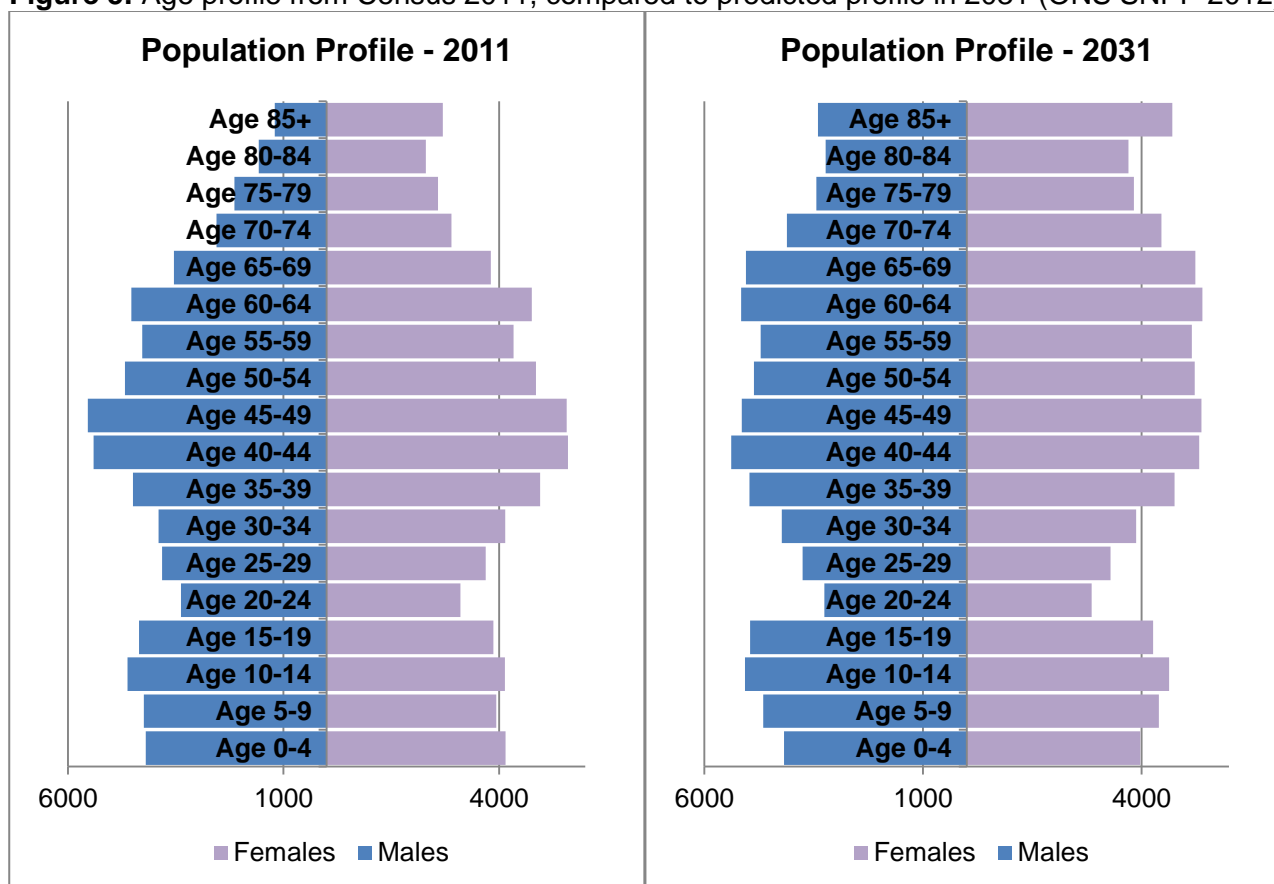 Population Profile - 2011
Age 85+
Age 80-84
Age 75-79
Age 70-74
Age 65-69
Age 60-64
Age 55-59
Age 50-54
Age 45-49
Age 40-44
Age 35-39
Age 30-34
Age 25-29
Age 20-24
Age 15-19
Age 10-14
Age 5-9
Age 0-4
6000 1000 4000
Females Males
Population Profile - 2031
Age 85+
Age 80-84
Age 75-79
Age 70-74
Age 65-69
Age 60-64
Age 55-59
Age 50-54
Age 45-49
Age 40-44
Age 35-39
Age 30-34
Age 25-29
Age 20-24
Age 15-19
Age 10-14
Age 5-9
Age 0-4
6000 1000 4000
Females Males